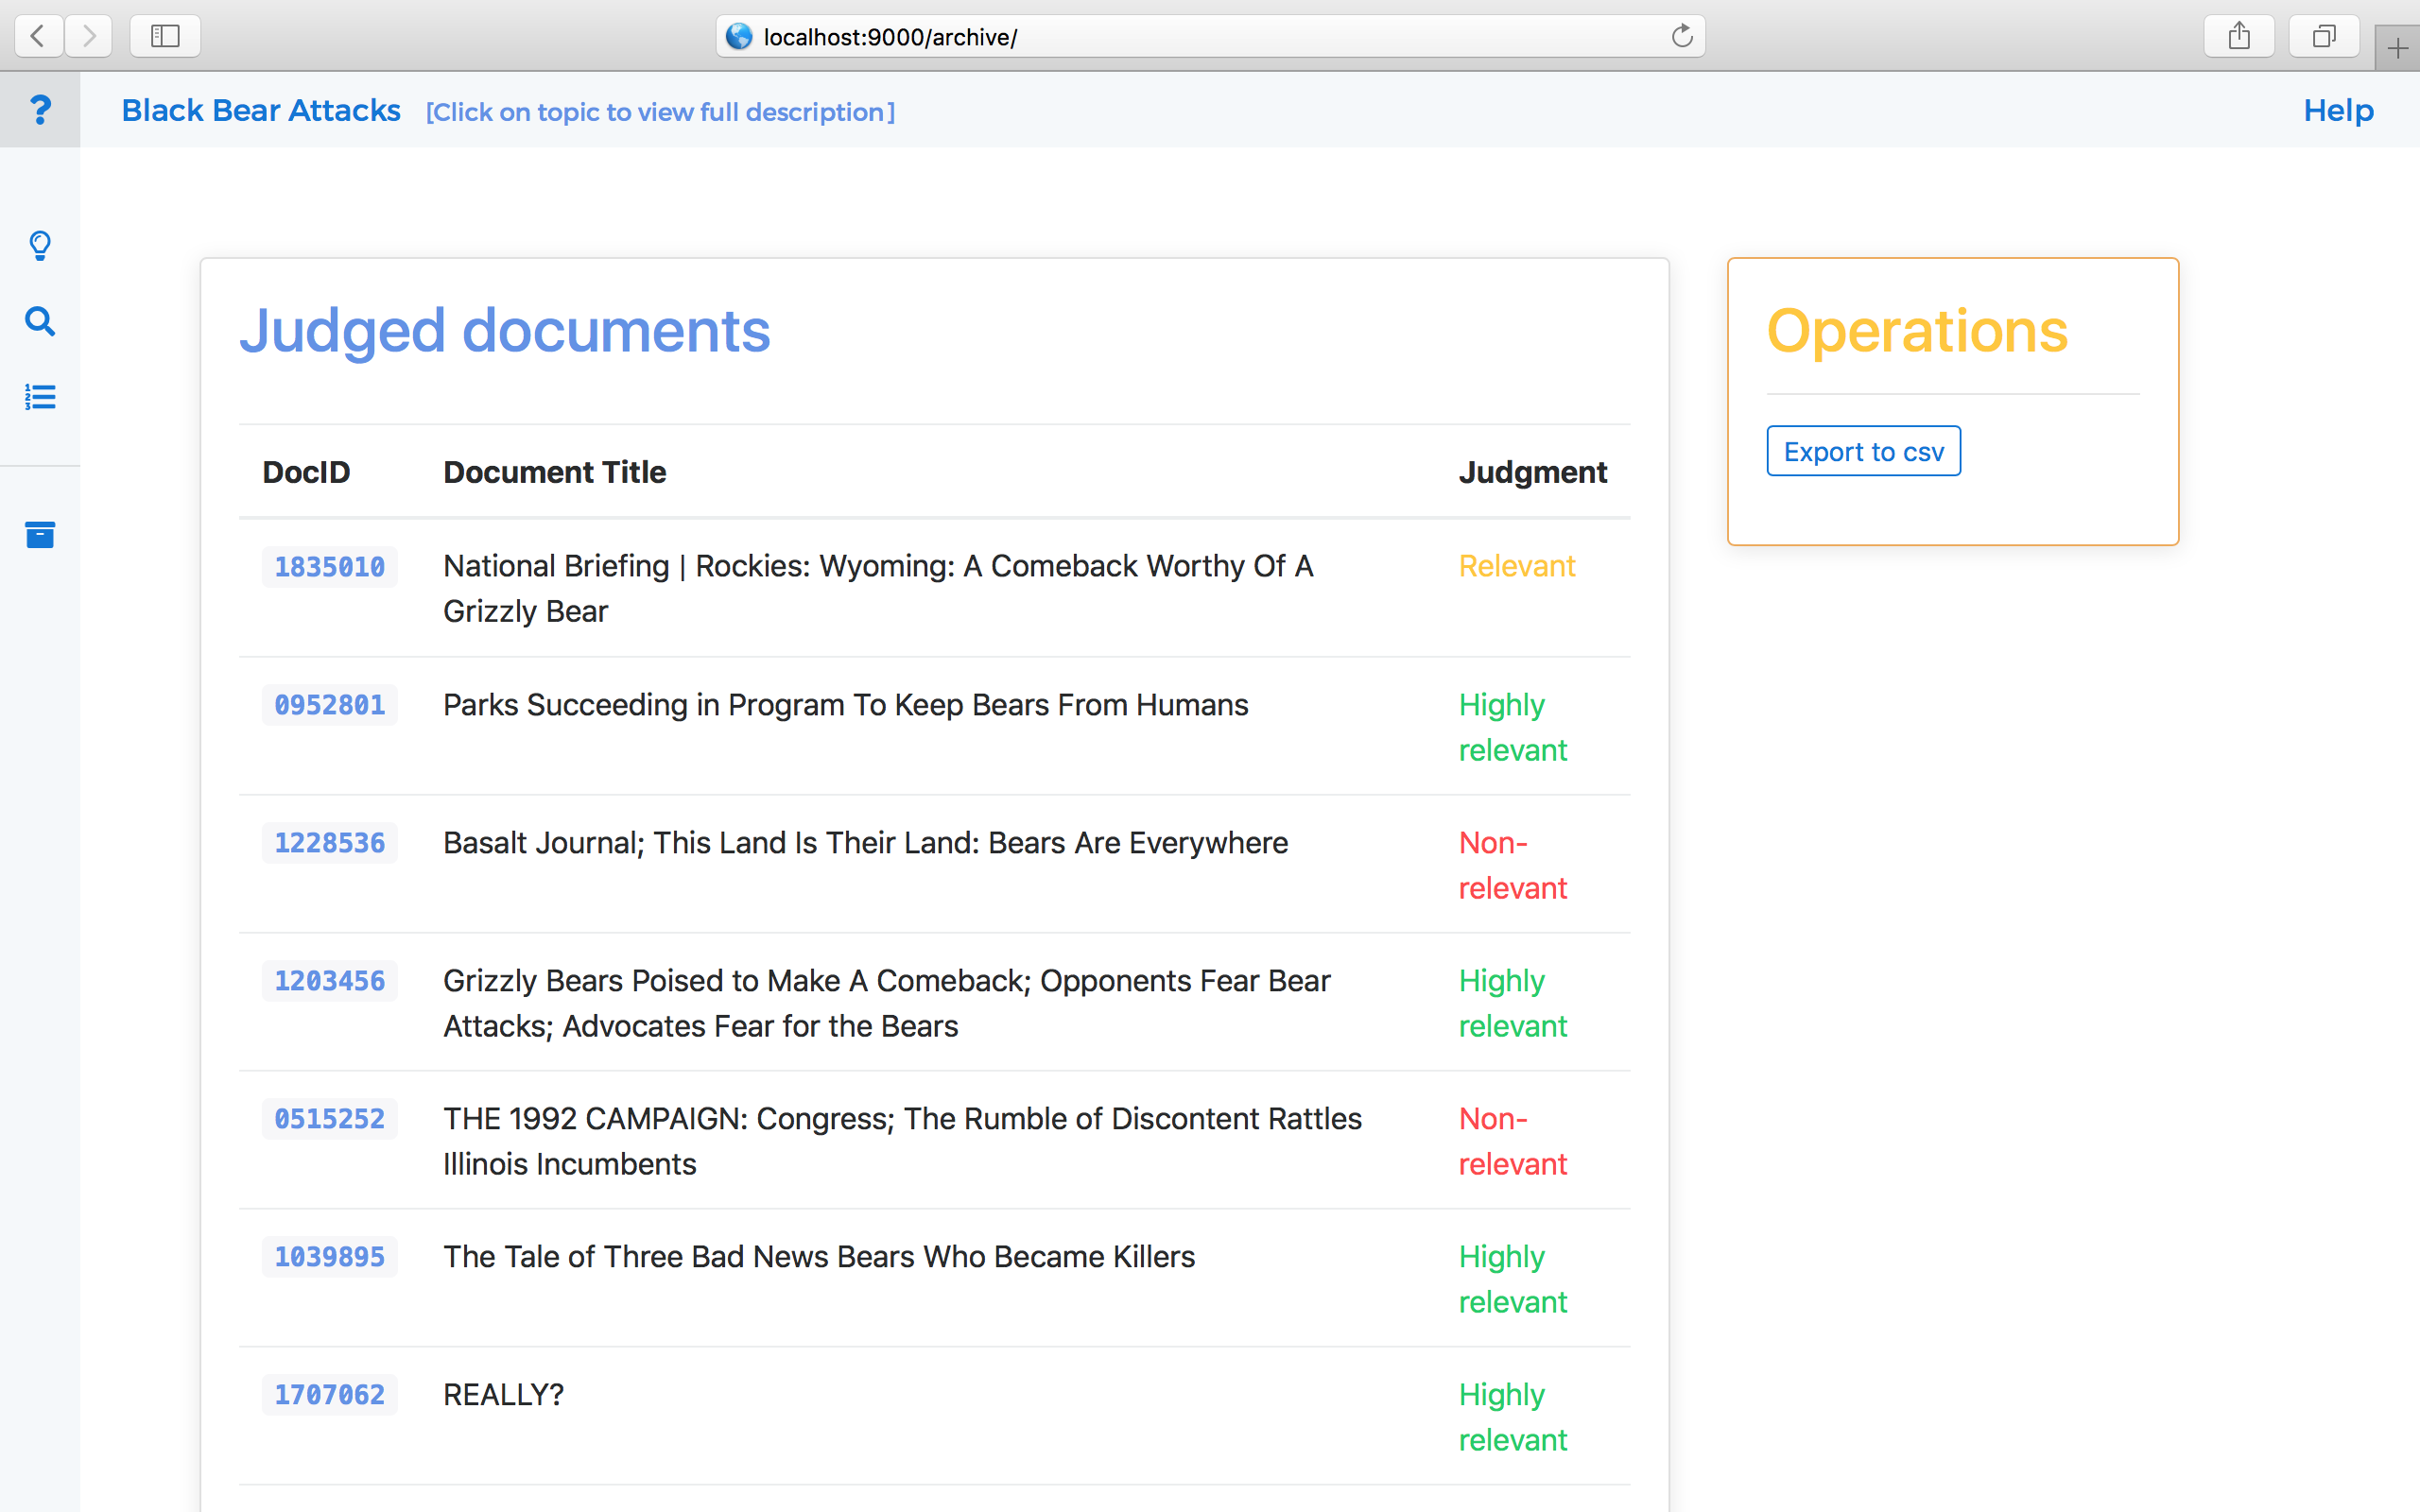 localhost:9000/archive/
? Black Bear Attacks [Click on topic to view full description] Help
Judged documents
Operations
Export to csv
DocID Document Title Judgment
1835010 National Briefing | Rockies: Wyoming: A Comeback Worthy Of A Relevant
Grizzly Bear
0952801 Parks Succeeding in Program To Keep Bears From Humans Highly
relevant
1228536 Basalt Journal; This Land Is Their Land: Bears Are Everywhere Non-
relevant
1203456 Grizzly Bears Poised to Make A Comeback; Opponents Fear Bear Highly
Attacks; Advocates Fear for the Bears relevant
0515252 THE 1992 CAMPAIGN: Congress; The Rumble of Discontent Rattles Non-
Illinois Incumbents relevant
1039895 The Tale of Three Bad News Bears Who Became Killers Highly
relevant
1707062 REALLY? Highly
relevant